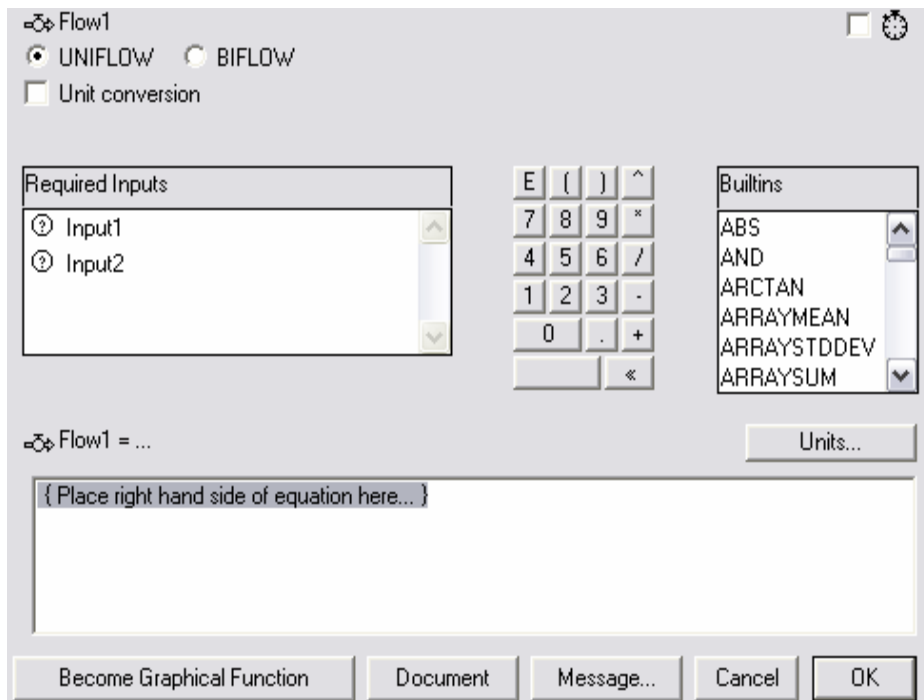 Flow1
UNIFLOW BIFLOW
Unit conversion
Required Inputs
Input1
Input2
E ( ) ^
7 8 9 *
4 5 6 /
1 2 3 -
0 . +
«
Builtins
ABS
AND
ARCTAN
ARRAYMEAN
ARRAYSTDDEV
ARRAYSUM
Flow1 = ...
Units...
{ Place right hand side of equation here... }
Become Graphical Function Document Message... Cancel OK